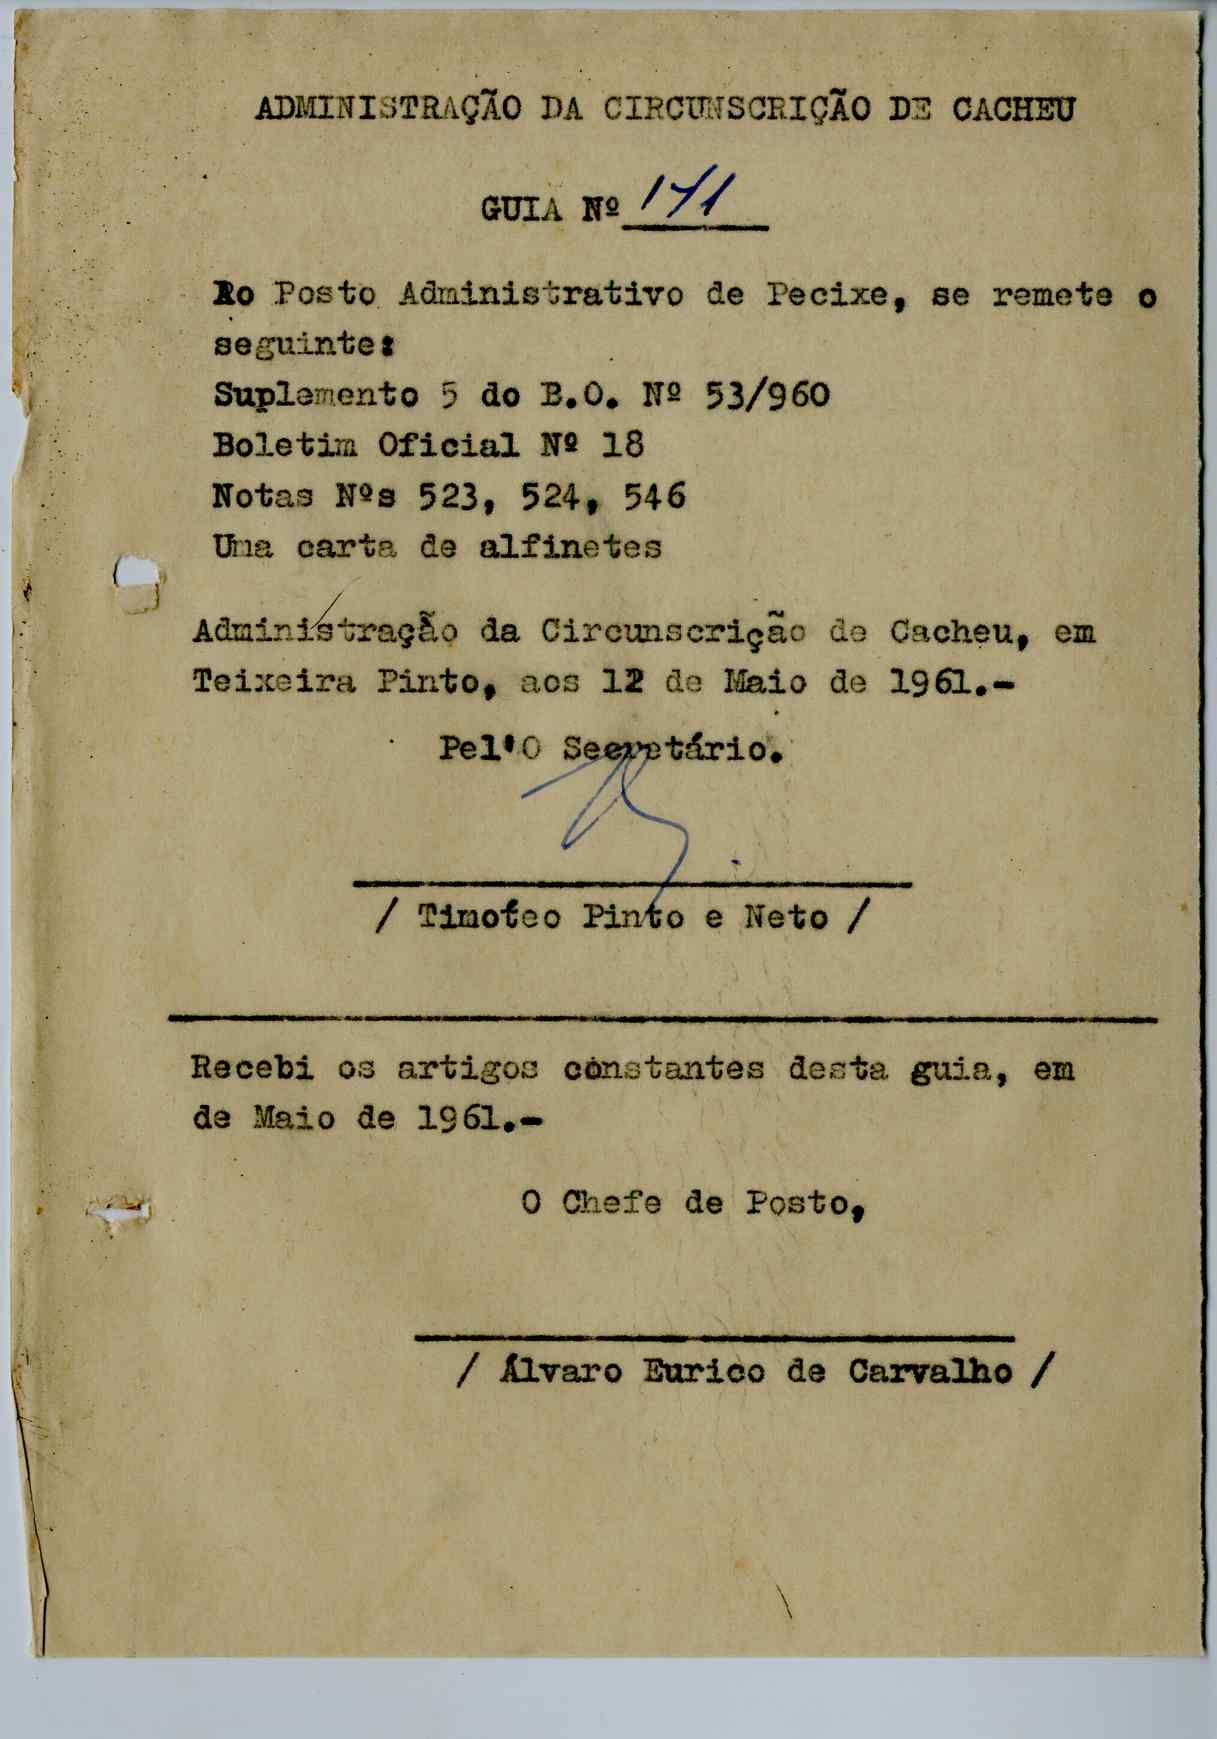 ADMINISTRAÇÃO DA CIRCUNSCRIÇÃO DE CACHEU
GUIA Nº 171
Ao Posto Administrativo de Pecixe, se remete o
seguinte:
Suplemento 5 do B.O. Nº 53/960
Boletim Oficial Nº 18
Notas Nºs 523, 524, 546
Uma carta de alfinetes
Administração da Circunscrição de Cacheu, em
Teixeira Pinto, aos 12 de Maio de 1961.-
Pel'O Secretário.
/ Timoteo Pinto e Neto /
Recebi os artigos constantes desta guia, em
de Maio de 1961.-
O Chefe de Posto,
/ Álvaro Eurico de Carvalho /